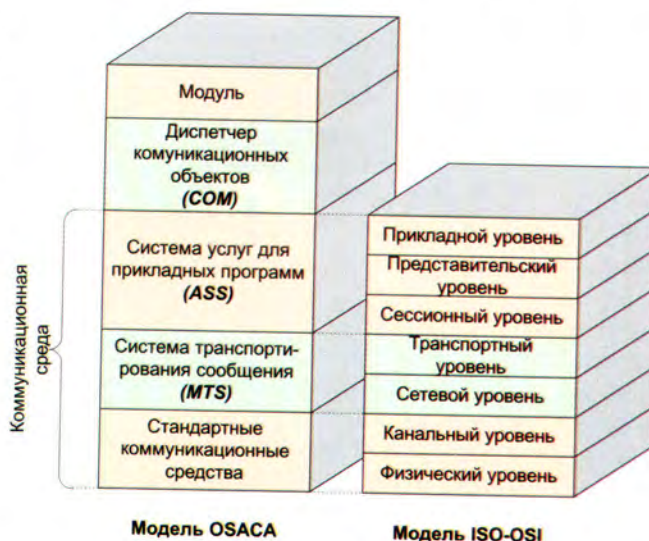 Модуль
Диспетчер
комуникационных
объектов
(COM)
Система услуг для
прикладных программ
(ASS)
Система транспорти-
рования сообщения
(MTS)
Стандартные
коммуникационные
средства
Коммуникационная
среда
Модель OSACA
Прикладной уровень
Представительский
уровень
Сессионный уровень
Транспортный
уровень
Сетевой уровень
Канальный уровень
Физический уровень
Модель ISO-OSI